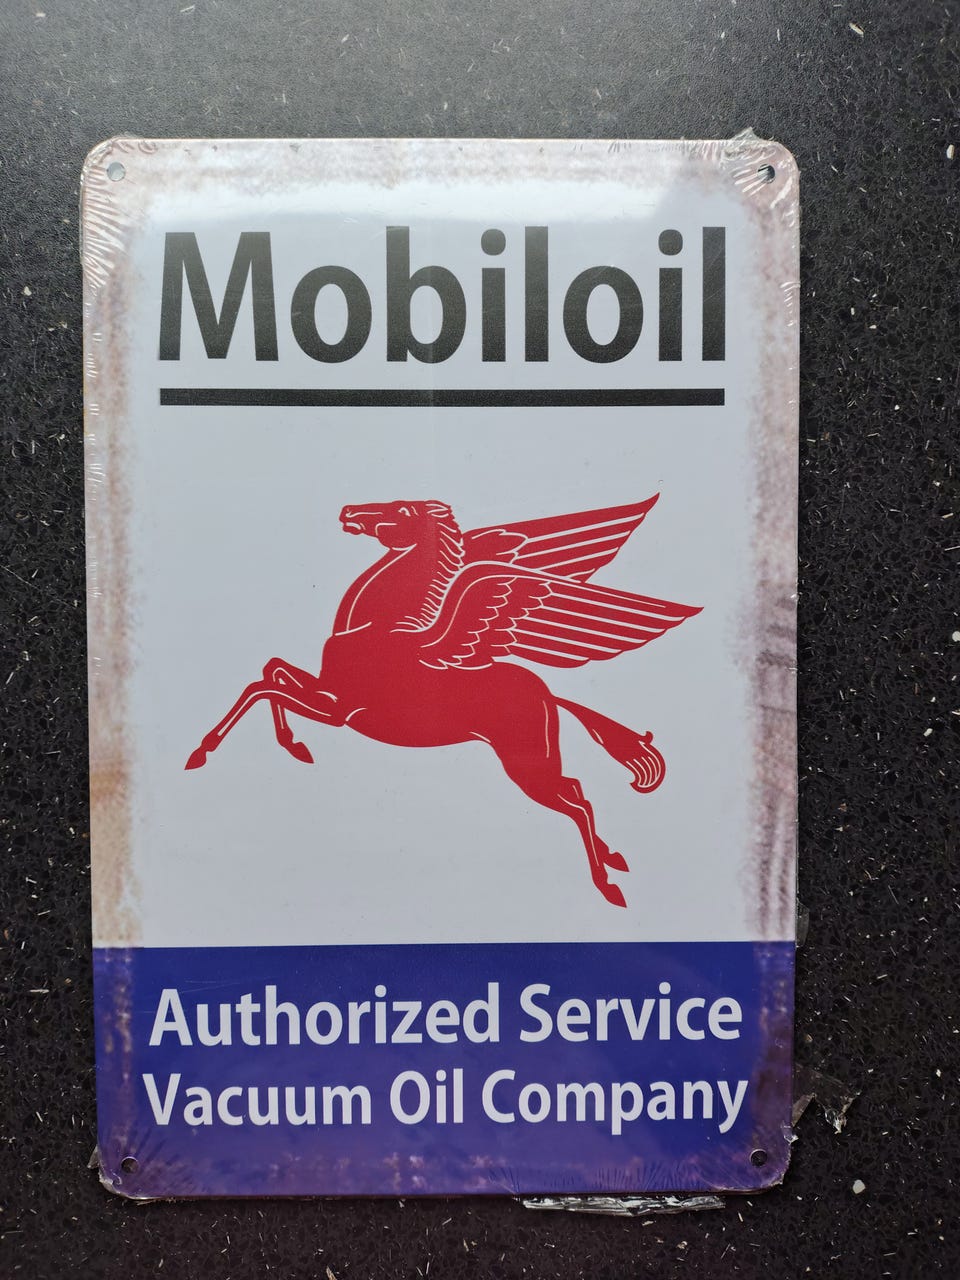 Mobiloil
Authorized Service
Vacuum Oil Company